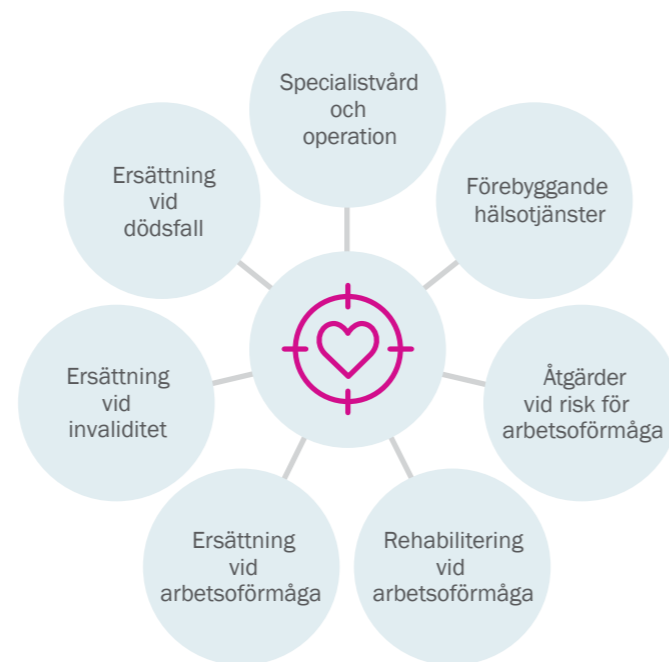 Specialistvård
och
operation
Förebyggande
hälsotjänster
Åtgärder
vid risk för
arbetsoförmåga
Rehabilitering
vid
arbetsoförmåga
Ersättning
vid
arbetsoförmåga
Ersättning
vid
invaliditet
Ersättning
vid
dödsfall